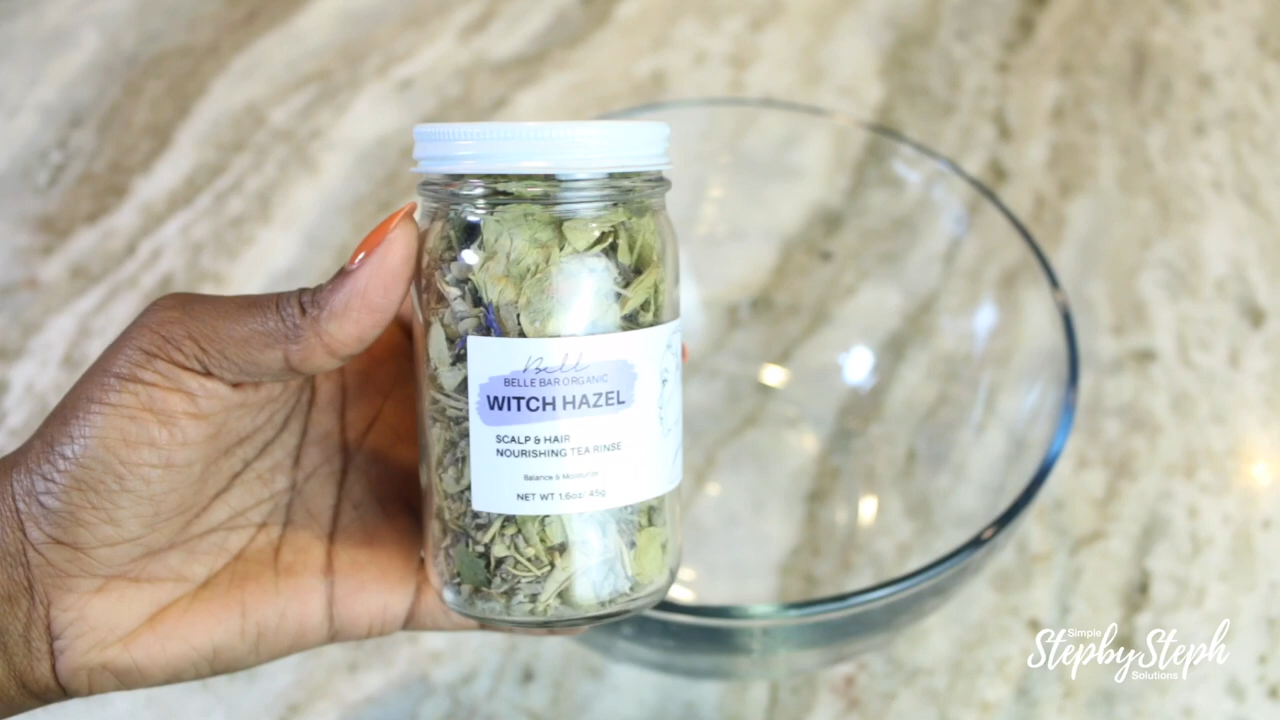 Bell
BELLE BAR ORGANIC
WITCH HAZEL
SCALP & HAIR
NOURISHING TEA RINSE
Balance & Moisturize
NET WT 1.6oz/ 45g
Simple
StepbySteph
Solutions